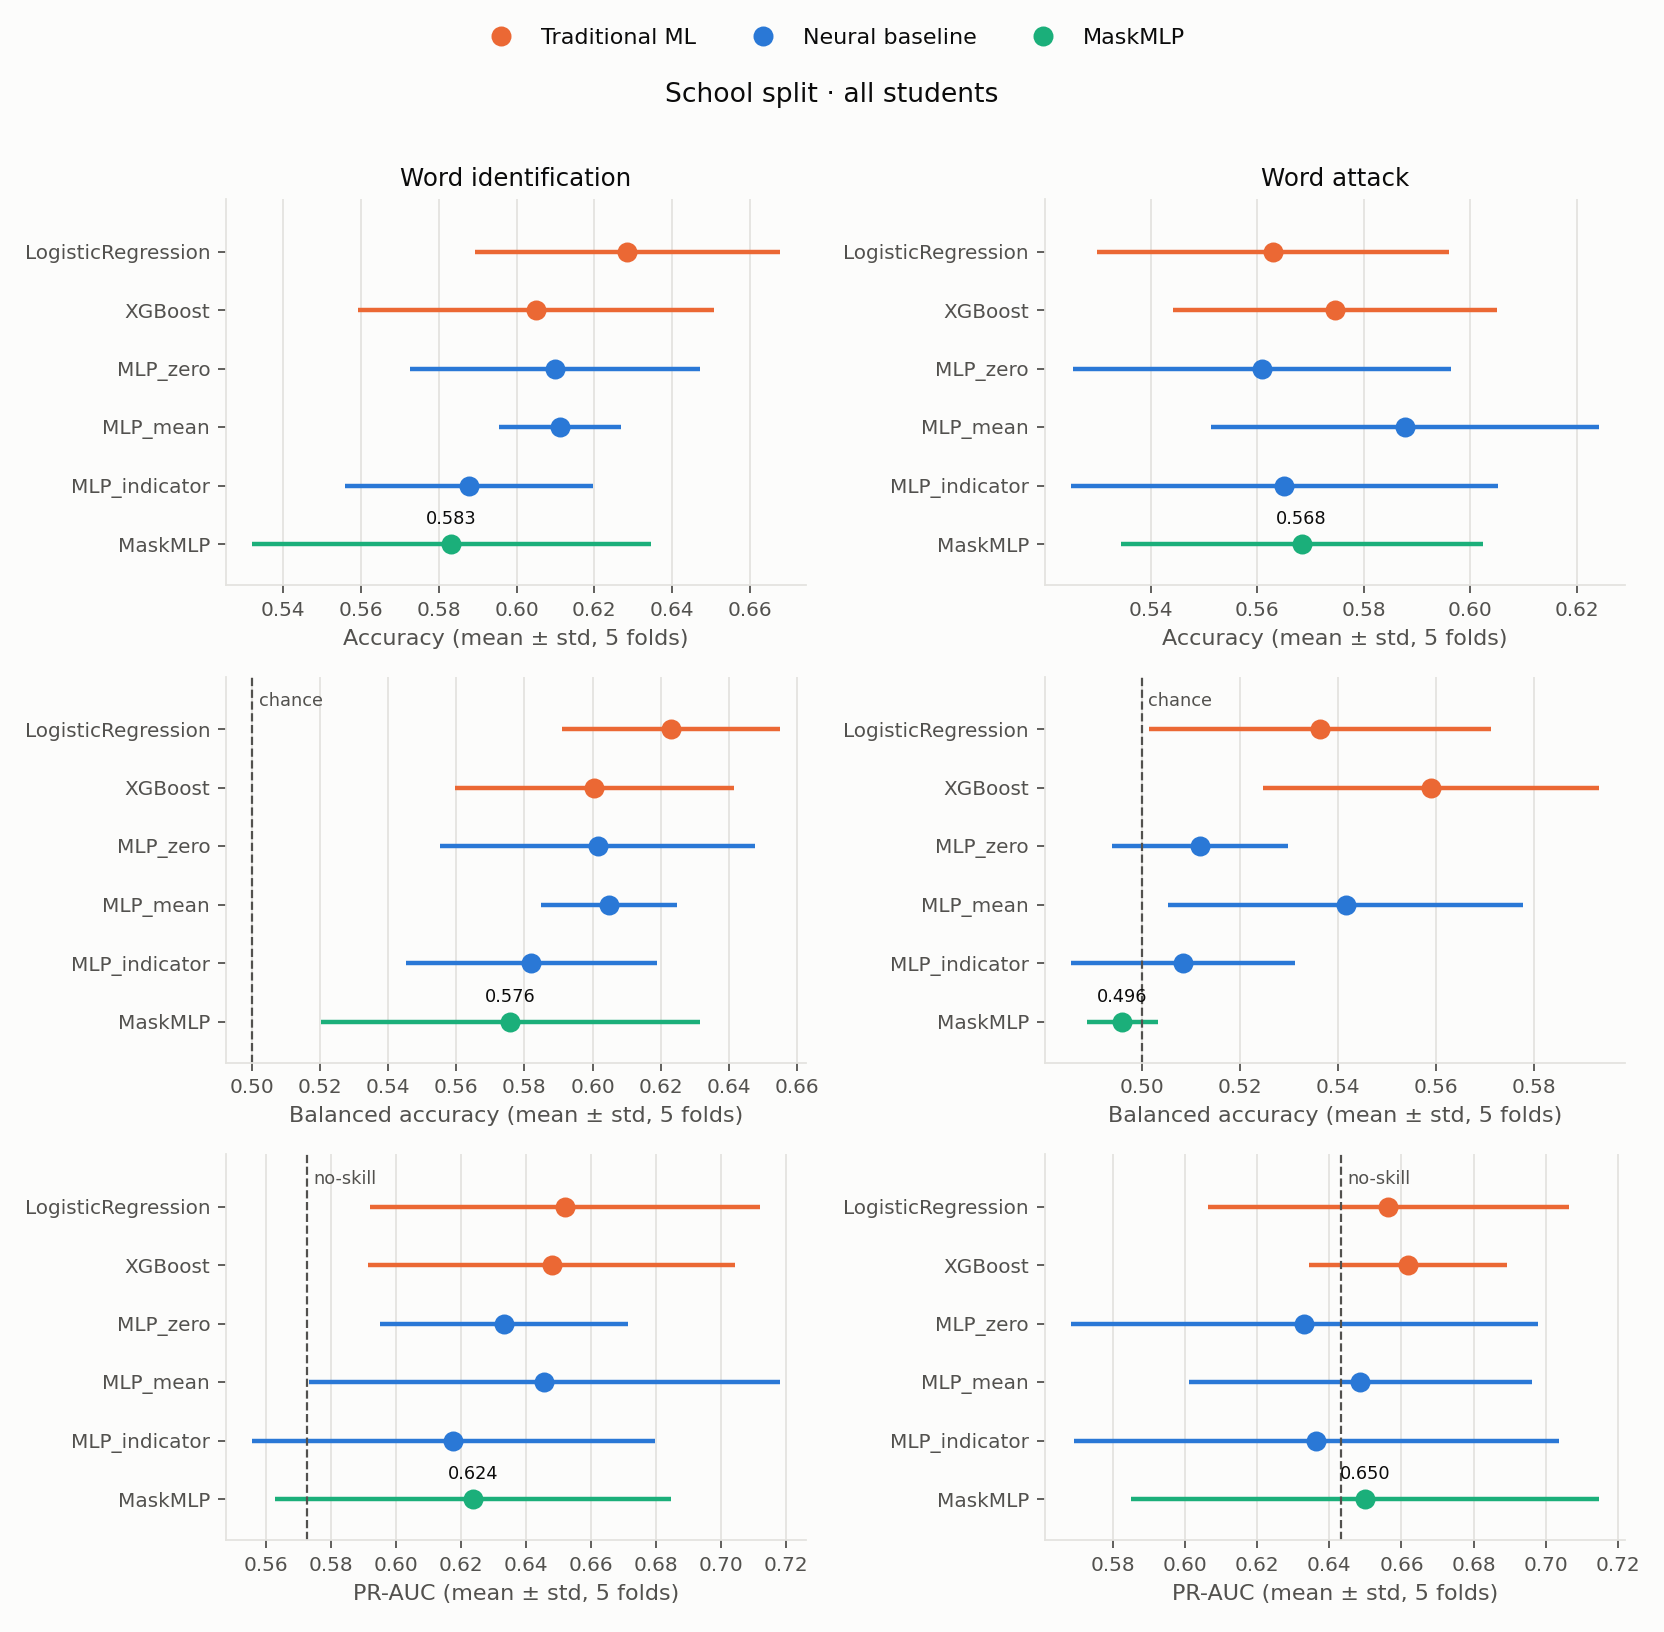 Traditional ML
Neural baseline
MaskMLP
School split · all students
Word identification
LogisticRegression
XGBoost
MLP_zero
MLP_mean
MLP_indicator
MaskMLP
0.583
0.54 0.56 0.58 0.60 0.62 0.64 0.66
Accuracy (mean ± std, 5 folds)
Word attack
LogisticRegression
XGBoost
MLP_zero
MLP_mean
MLP_indicator
MaskMLP
0.568
0.54 0.56 0.58 0.60 0.62
Accuracy (mean ± std, 5 folds)
chance
LogisticRegression
XGBoost
MLP_zero
MLP_mean
MLP_indicator
MaskMLP
0.576
0.50 0.52 0.54 0.56 0.58 0.60 0.62 0.64 0.66
Balanced accuracy (mean ± std, 5 folds)
chance
LogisticRegression
XGBoost
MLP_zero
MLP_mean
MLP_indicator
MaskMLP
0.496
0.50 0.52 0.54 0.56 0.58
Balanced accuracy (mean ± std, 5 folds)
no-skill
LogisticRegression
XGBoost
MLP_zero
MLP_mean
MLP_indicator
MaskMLP
0.624
0.56 0.58 0.60 0.62 0.64 0.66 0.68 0.70 0.72
PR-AUC (mean ± std, 5 folds)
no-skill
LogisticRegression
XGBoost
MLP_zero
MLP_mean
MLP_indicator
MaskMLP
0.650
0.58 0.60 0.62 0.64 0.66 0.68 0.70 0.72
PR-AUC (mean ± std, 5 folds)